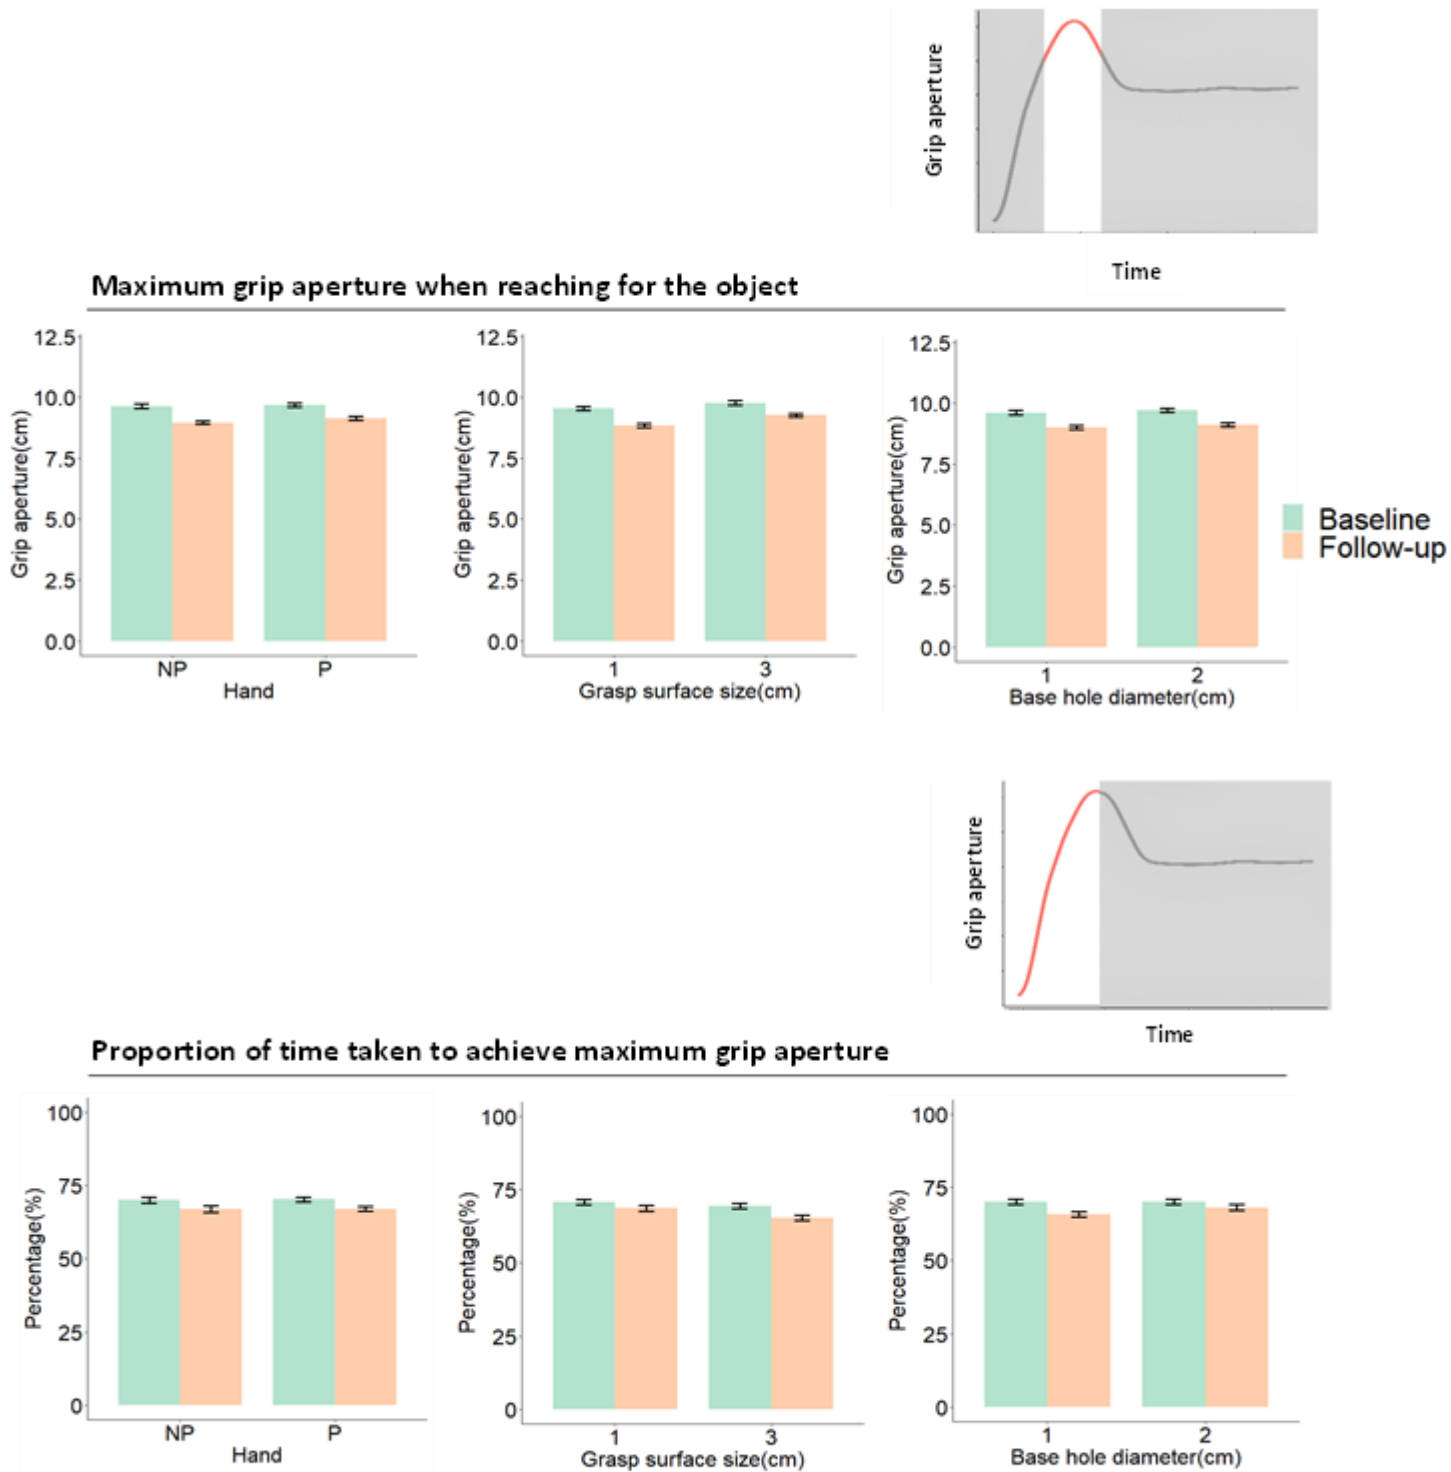 Grip aperture
Time
Maximum grip aperture when reaching for the object
12.5
10.0
7.5
5.0
2.5
0.0
Grip aperture(cm)
NP P
Hand
12.5
10.0
7.5
5.0
2.5
0.0
Grip aperture(cm)
1 3
Grasp surface size(cm)
12.5
10.0
7.5
5.0
2.5
0.0
Grip aperture(cm)
1 2
Base hole diameter(cm)
Baseline
Follow-up
Grip aperture
Time
Proportion of time taken to achieve maximum grip aperture
100
75
50
25
0
Percentage(%)
NP P
Hand
100
75
50
25
0
Percentage(%)
1 3
Grasp surface size(cm)
100
75
50
25
0
Percentage(%)
1 2
Base hole diameter(cm)